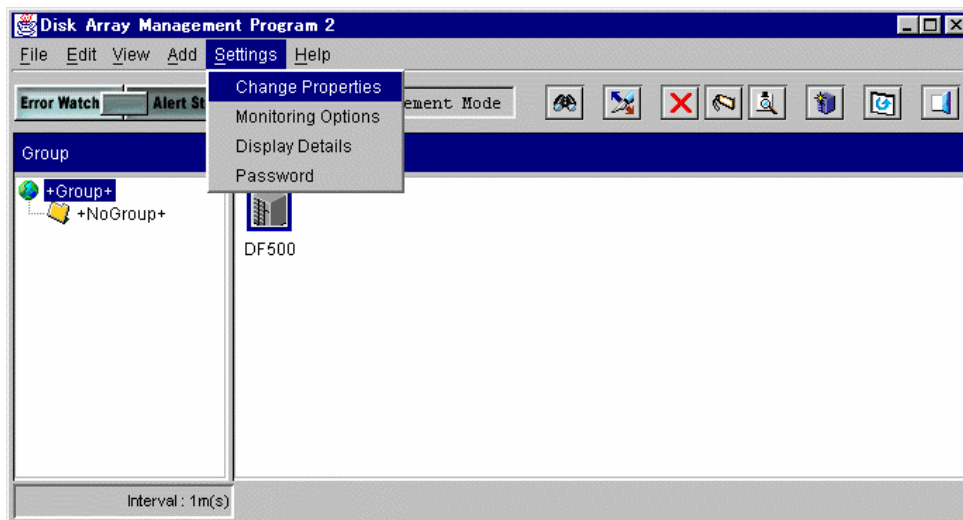 Disk Array Management Program 2
File Edit View Add Settings Help
Change Properties
Monitoring Options
Display Details
Password
Error Watch Alert St
ement Mode
Group
+Group+
+NoGroup+
DF500
Interval : 1m(s)